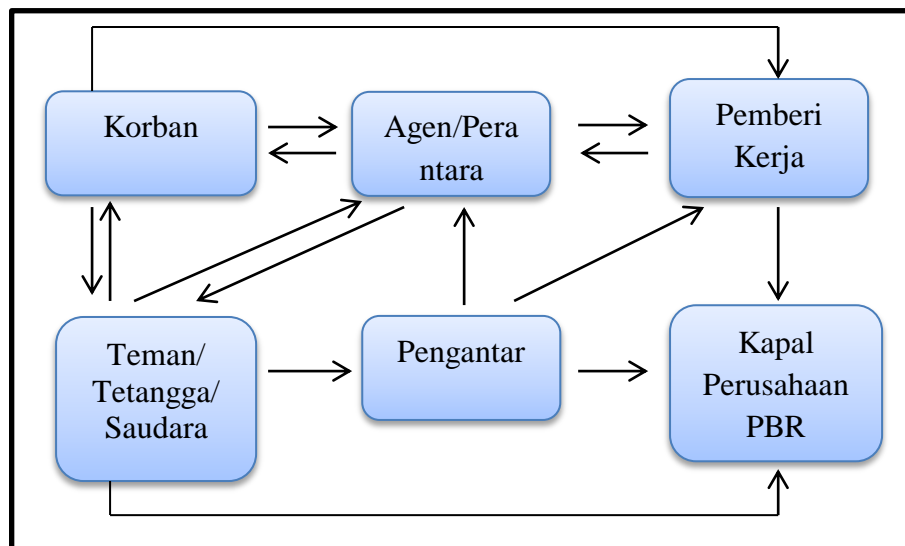 Korban
Agen/Pera
ntara
Pemberi
Kerja
Teman/
Tetangga/
Saudara
Pengantar
Kapal
Perusahaan
PBR